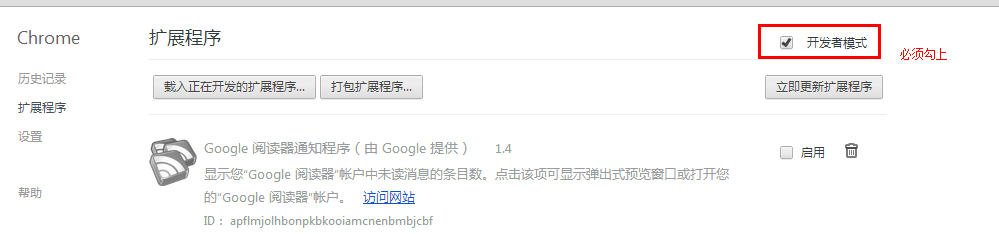 Chrome
扩展程序
开发者模式
必须勾上
历史记录
扩展程序
设置
帮助
载入正在开发的扩展程序...
打包扩展程序...
立即更新扩展程序
Google 阅读器通知程序（由 Google 提供） 1.4
启用
显示您“Google 阅读器”帐户中未读消息的条目数。点击该项可显示弹出式预览窗口或打开您
的“Google 阅读器”帐户。 访问网站
ID： apflmjolhbonpkbkooiamcnenbmbjcbf